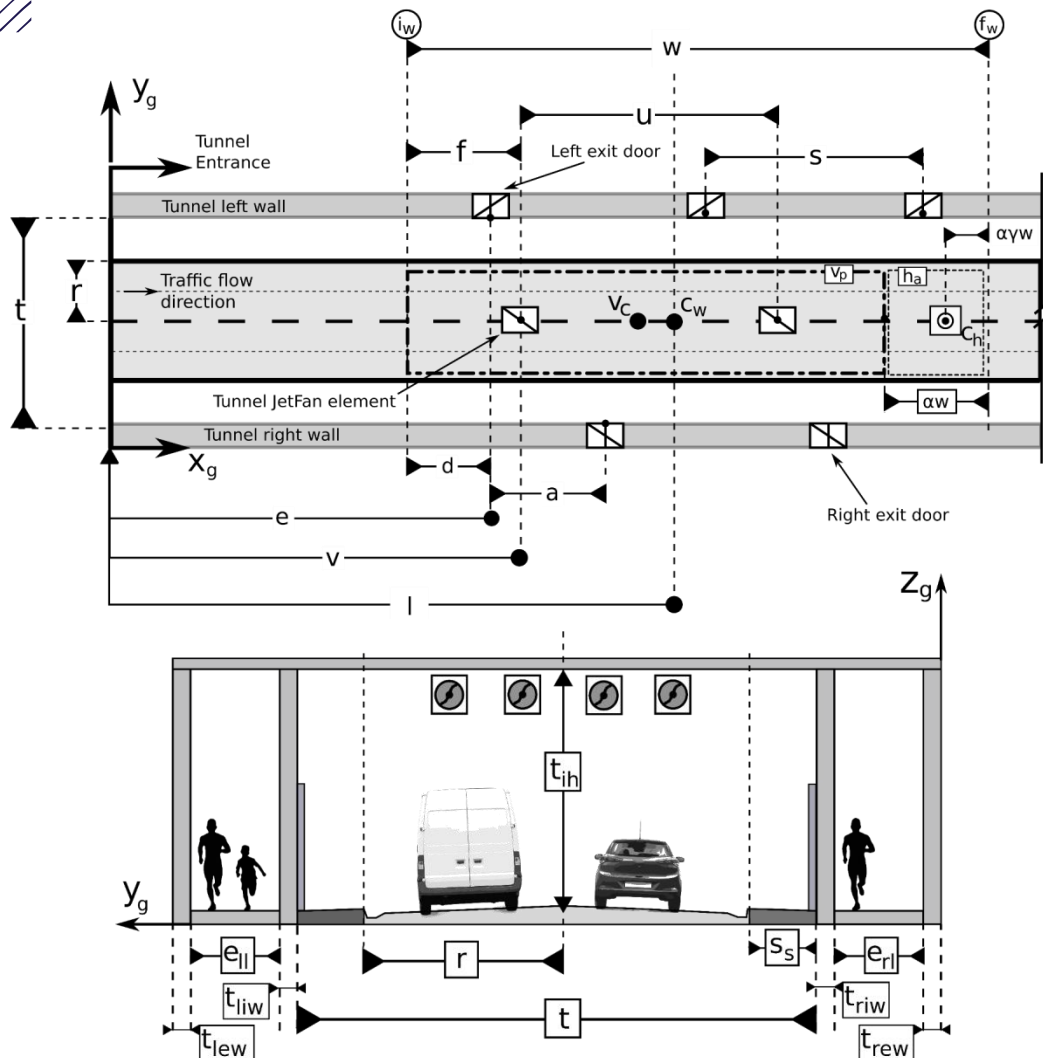 i_w
f_w
w
y_g
u
Tunnel
Entrance
f
Left exit door
s
Tunnel left wall
αγw
Traffic flow
direction
v_p
h_a
r
t
v_c
c_w
c_h
Tunnel JetFan element
αw
Tunnel right wall
x_g
d
a
e
Right exit door
v
l
z_g
t_ih
y_g
e_ll
r
s_s
e_rl
t_liw
t_riw
t
t_lew
t_rew